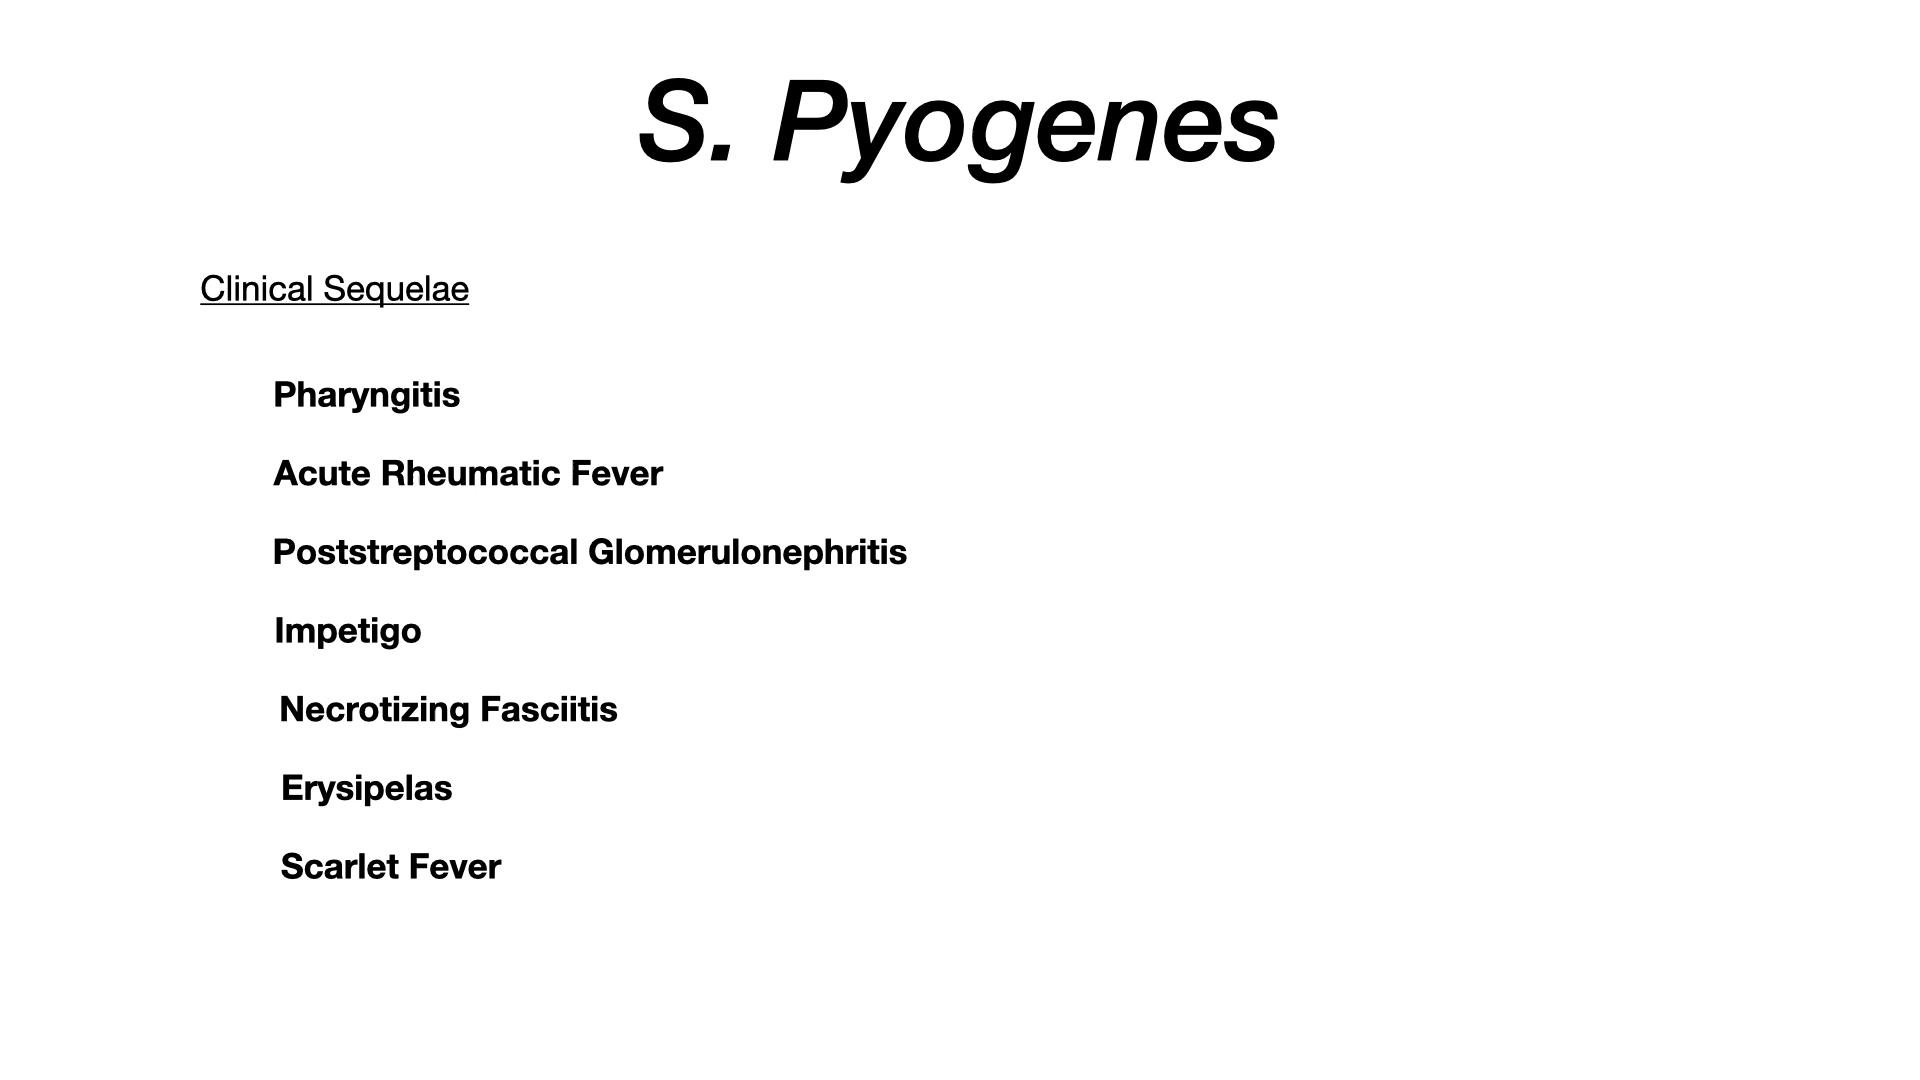 S. Pyogenes
Clinical Sequelae
Pharyngitis
Acute Rheumatic Fever
Poststreptococcal Glomerulonephritis
Impetigo
Necrotizing Fasciitis
Erysipelas
Scarlet Fever